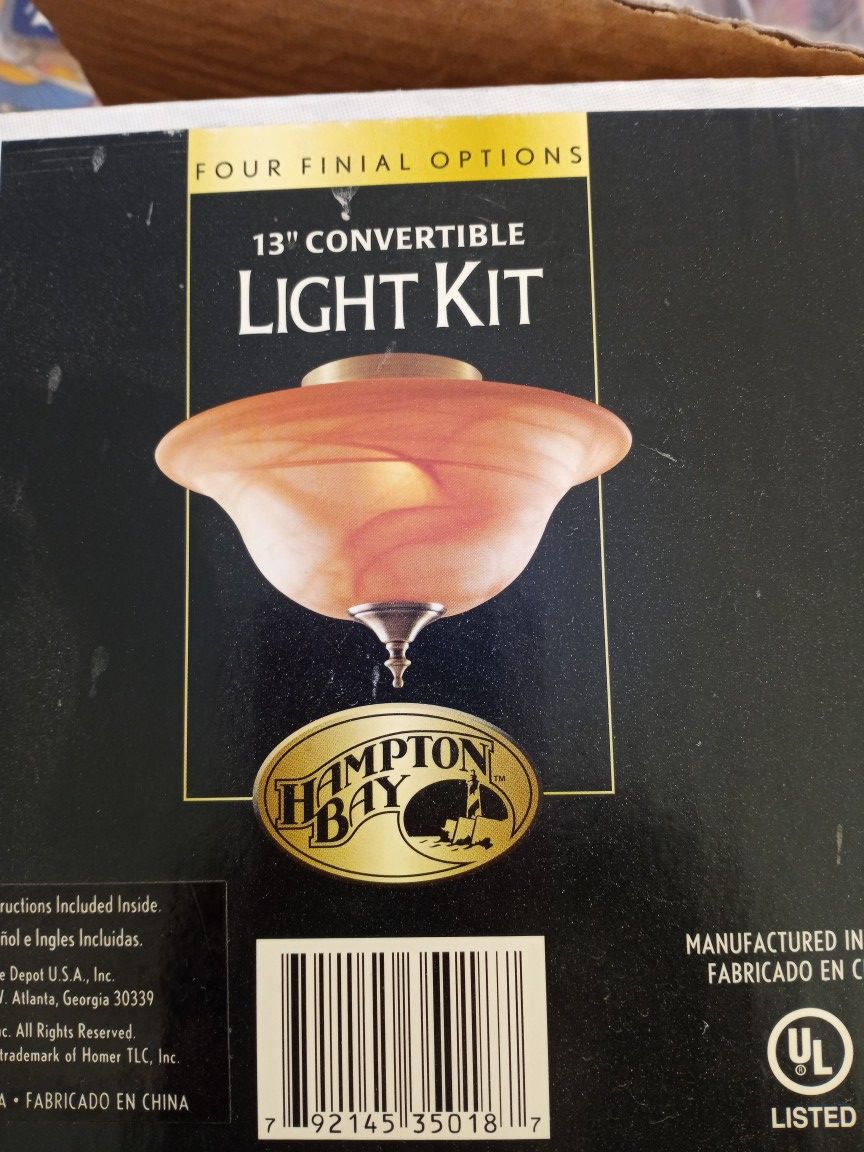 FOUR FINIAL OPTIONS
13" CONVERTIBLE
LIGHT KIT
HAMPTON
BAY
TM
Included Inside.
e Ingles Incluidas.
Depot U.S.A., Inc.
Atlanta, Georgia 30339
All Rights Reserved.
trademark of Homer TLC, Inc.
• FABRICADO EN CHINA
MANUFACTURED IN
FABRICADO EN
UL
®
LISTED
7 92145 35018 7